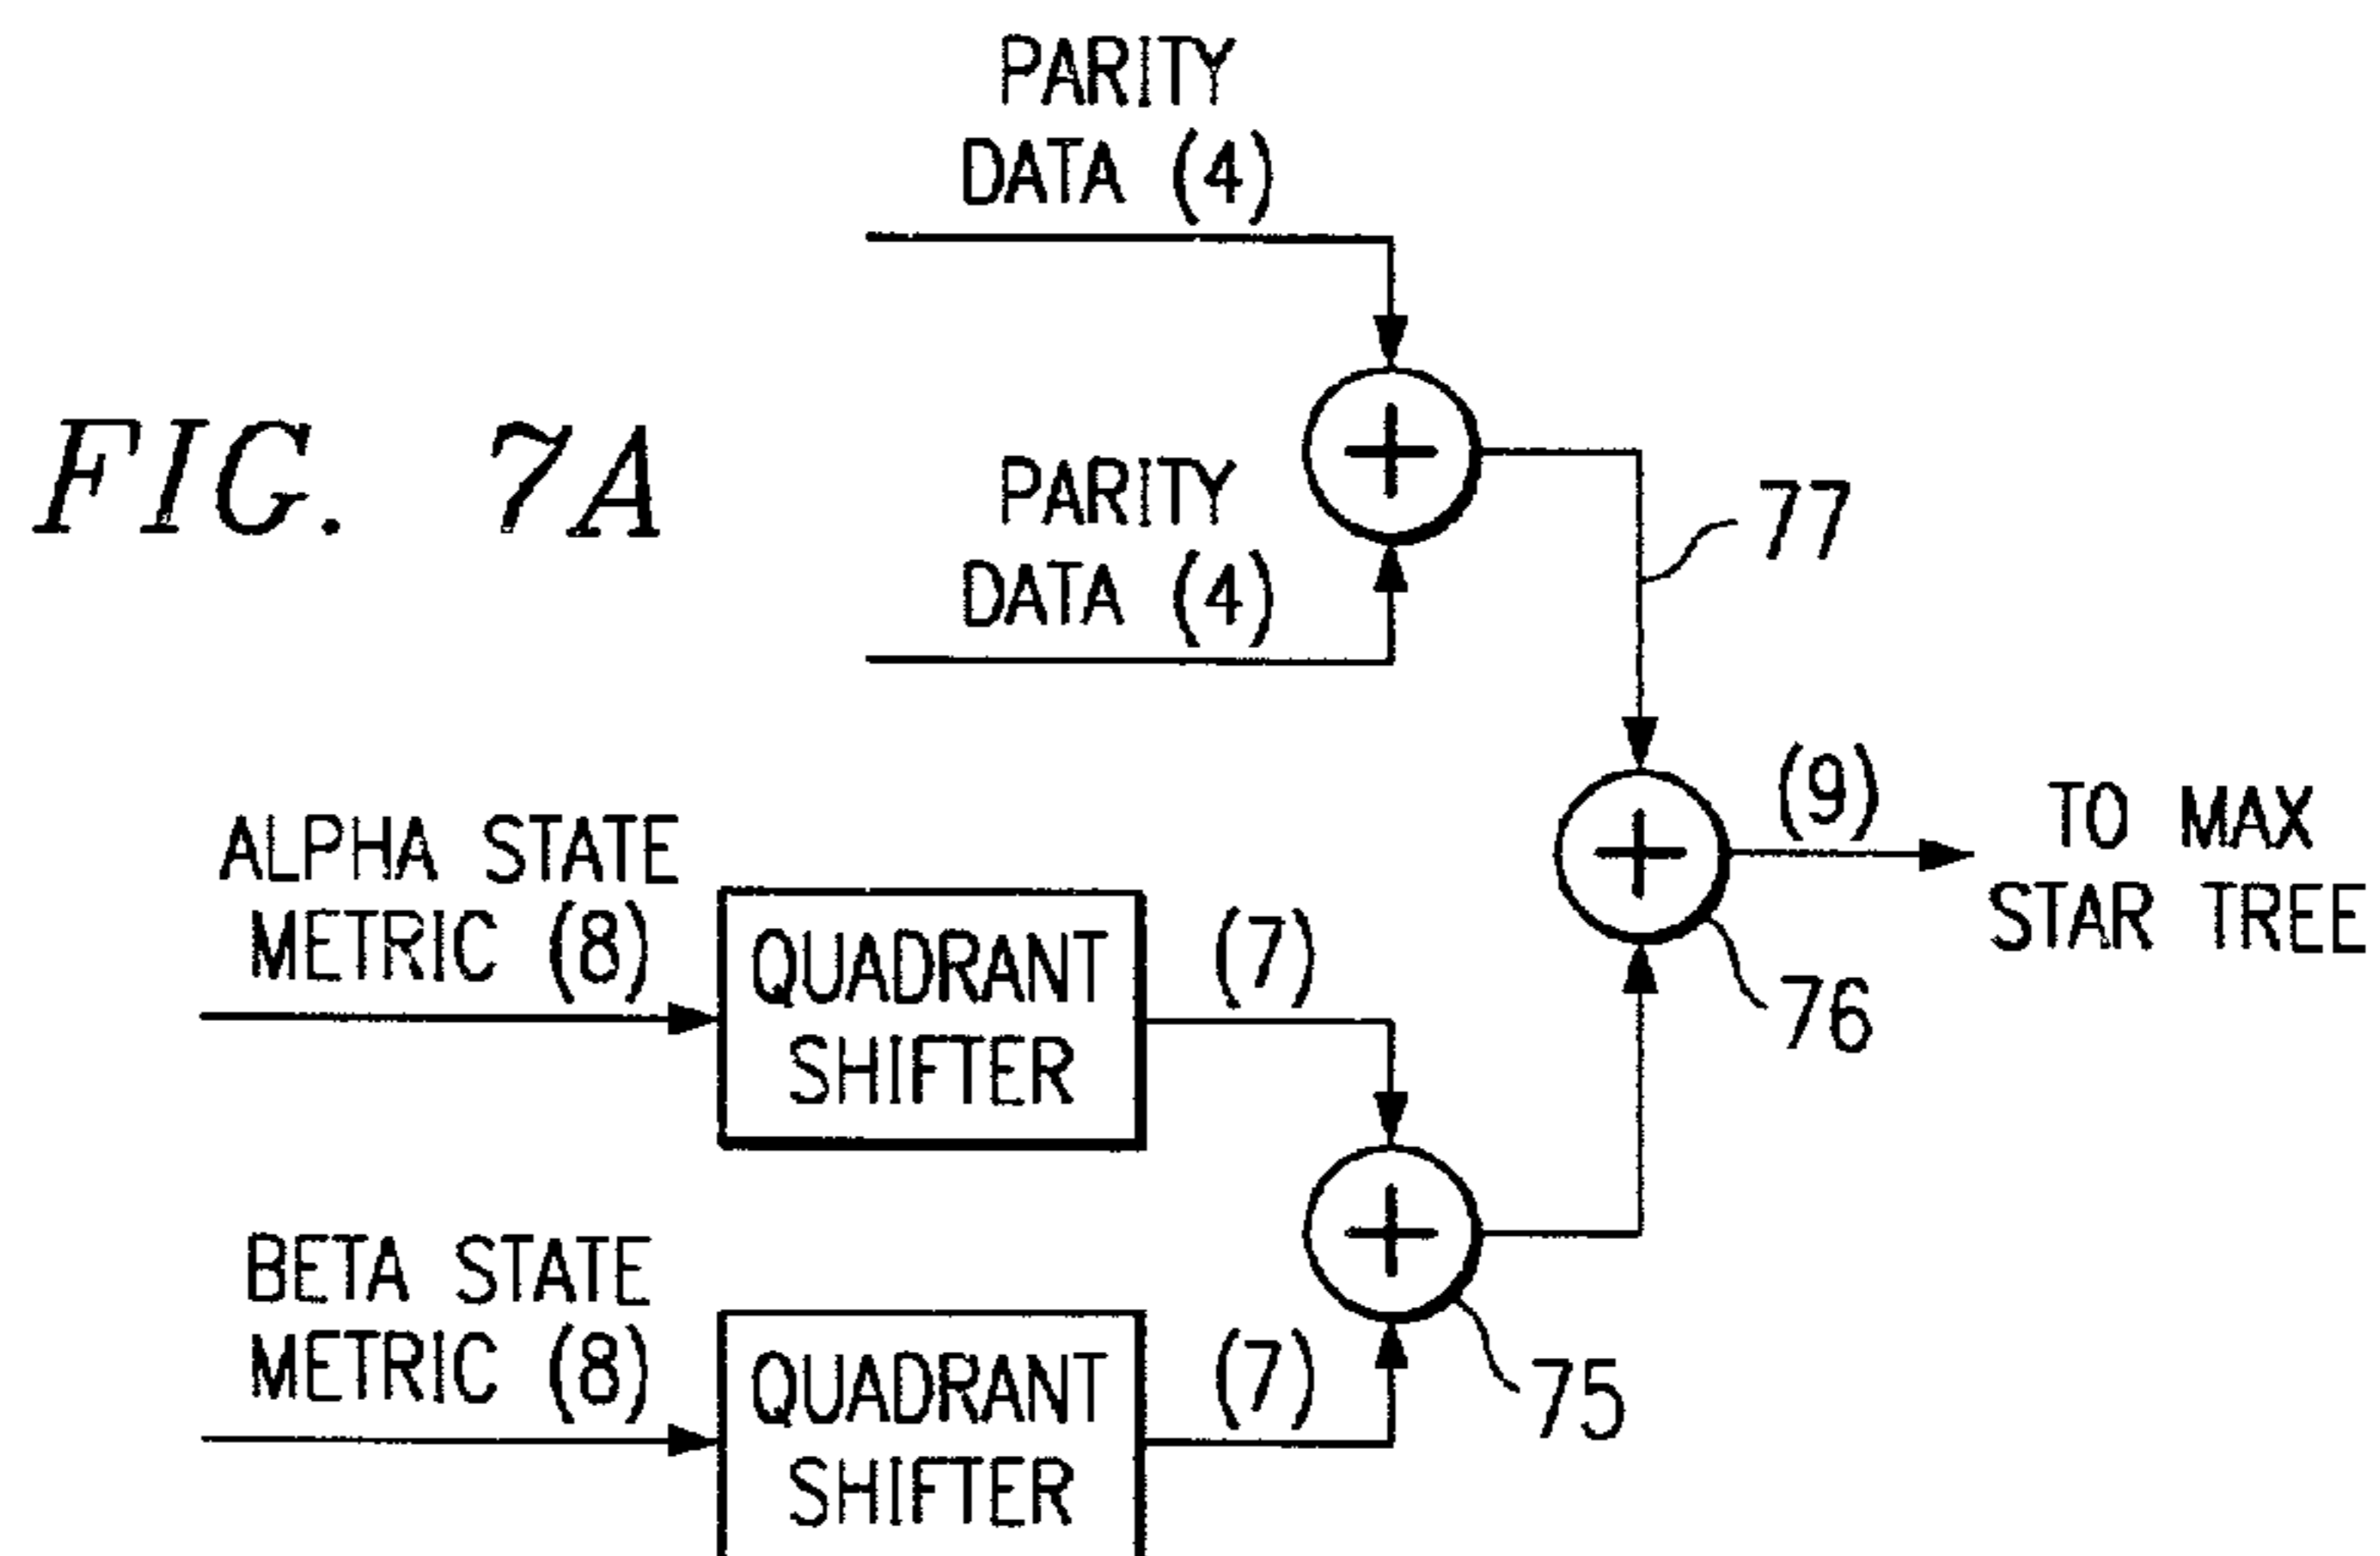 PARITY
DATA (4)
FIG. 7A
PARITY
DATA (4)
77
(9)
TO MAX
STAR TREE
ALPHA STATE
METRIC (8)
QUADRANT
SHIFTER
(7)
76
BETA STATE
METRIC (8)
QUADRANT
SHIFTER
(7)
75